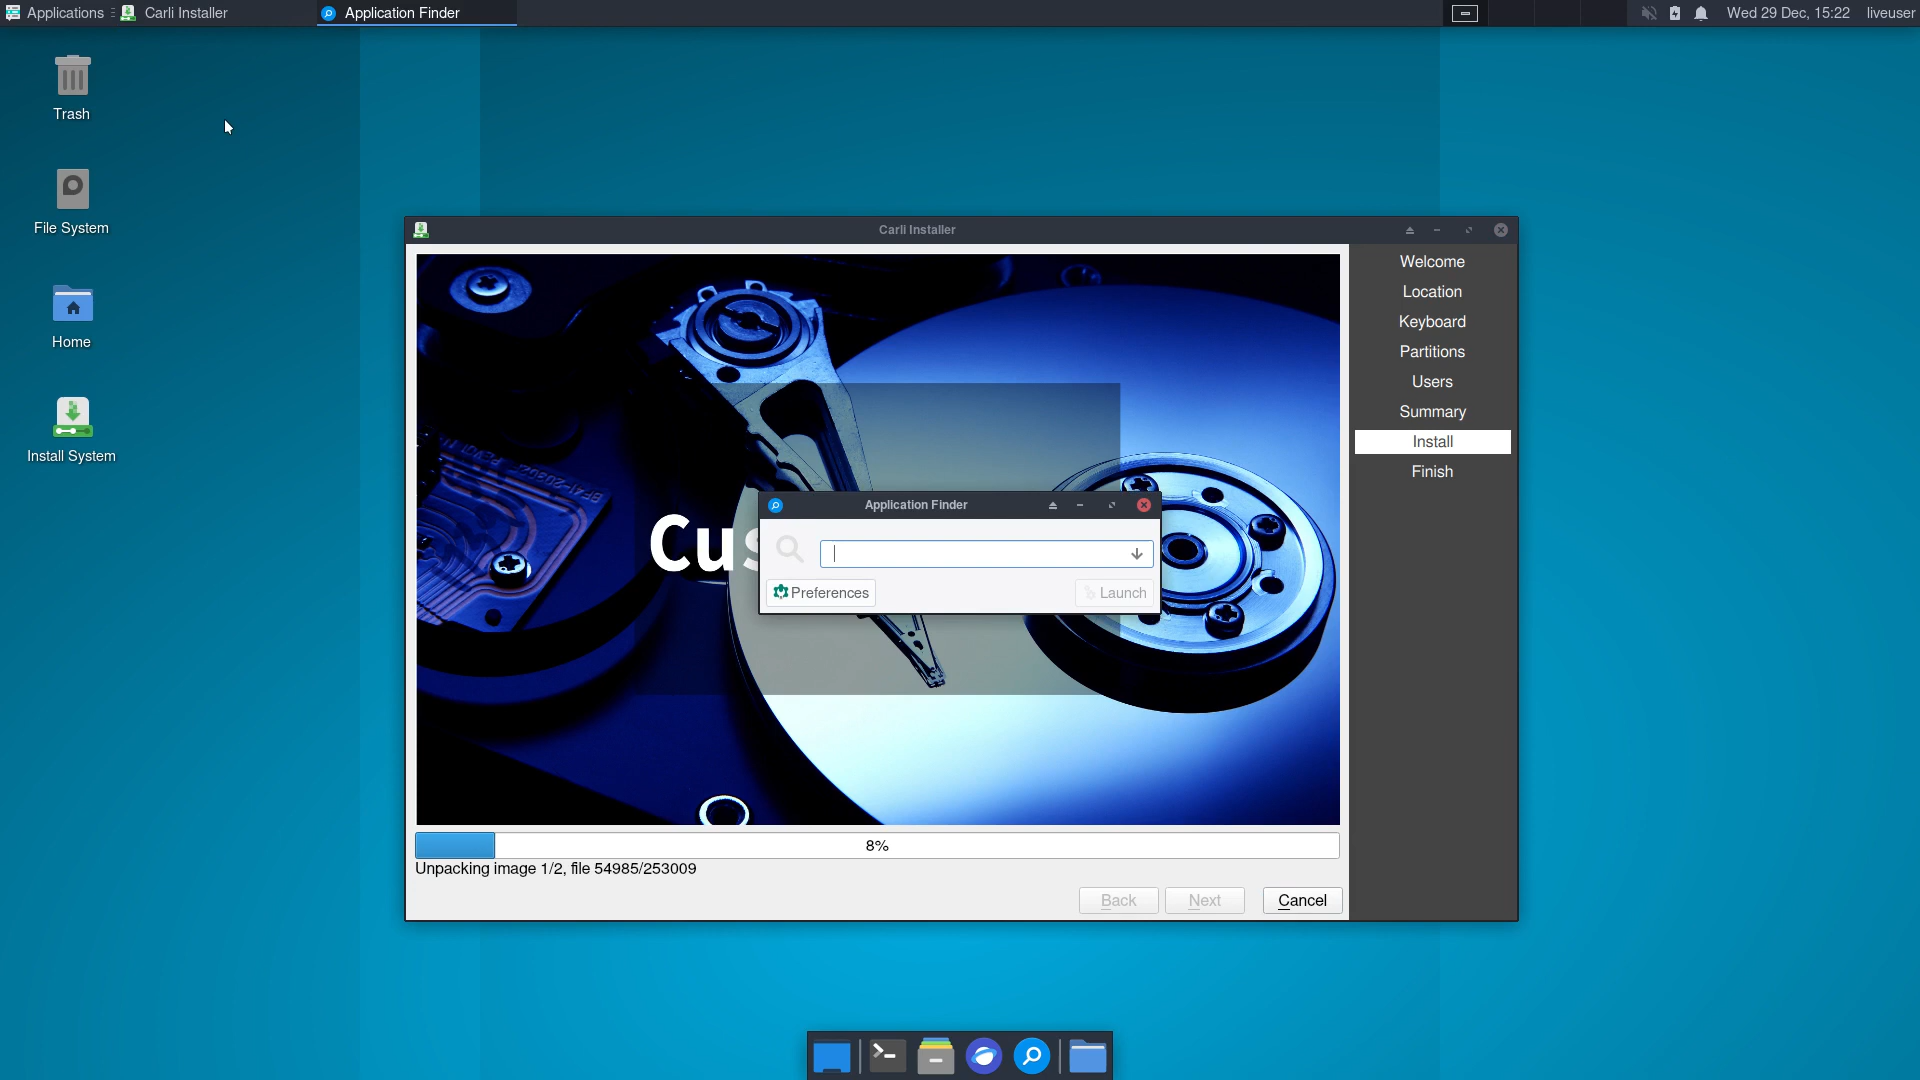 Applications
Carli Installer
Application Finder
Wed 29 Dec, 15:22
liveuser
Trash
File System
Home
Install System
Carli Installer
Welcome
Location
Keyboard
Partitions
Users
Summary
Install
Finish
Application Finder
Cus
Preferences
Launch
8%
Unpacking image 1/2, file 54985/253009
Back
Next
Cancel